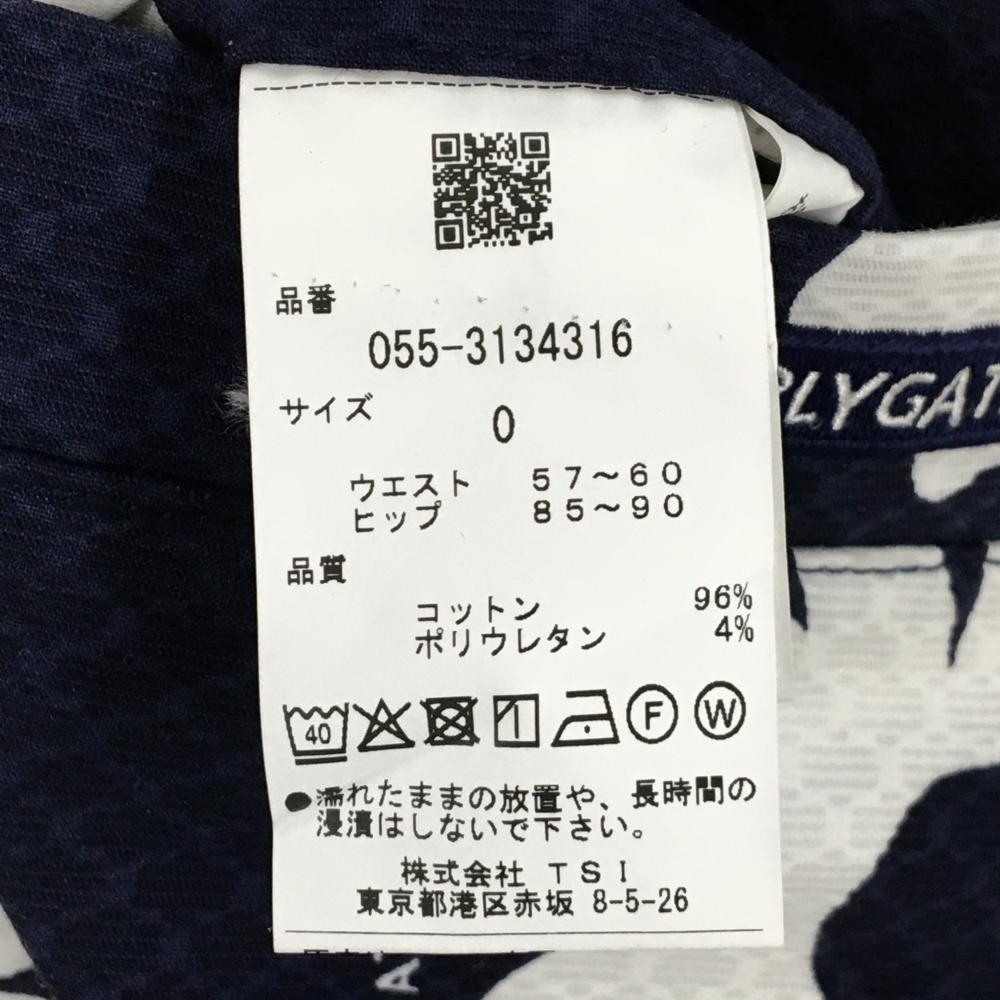 品番
055-3134316
サイズ 0
ウエスト 57~60
ヒップ 85~90
品質
コットン 96%
ポリウレタン 4%
40 F W
●濡れたままの放置や、長時間の
浸漬はしないで下さい。
株式会社 TSI
東京都港区赤坂 8-5-26